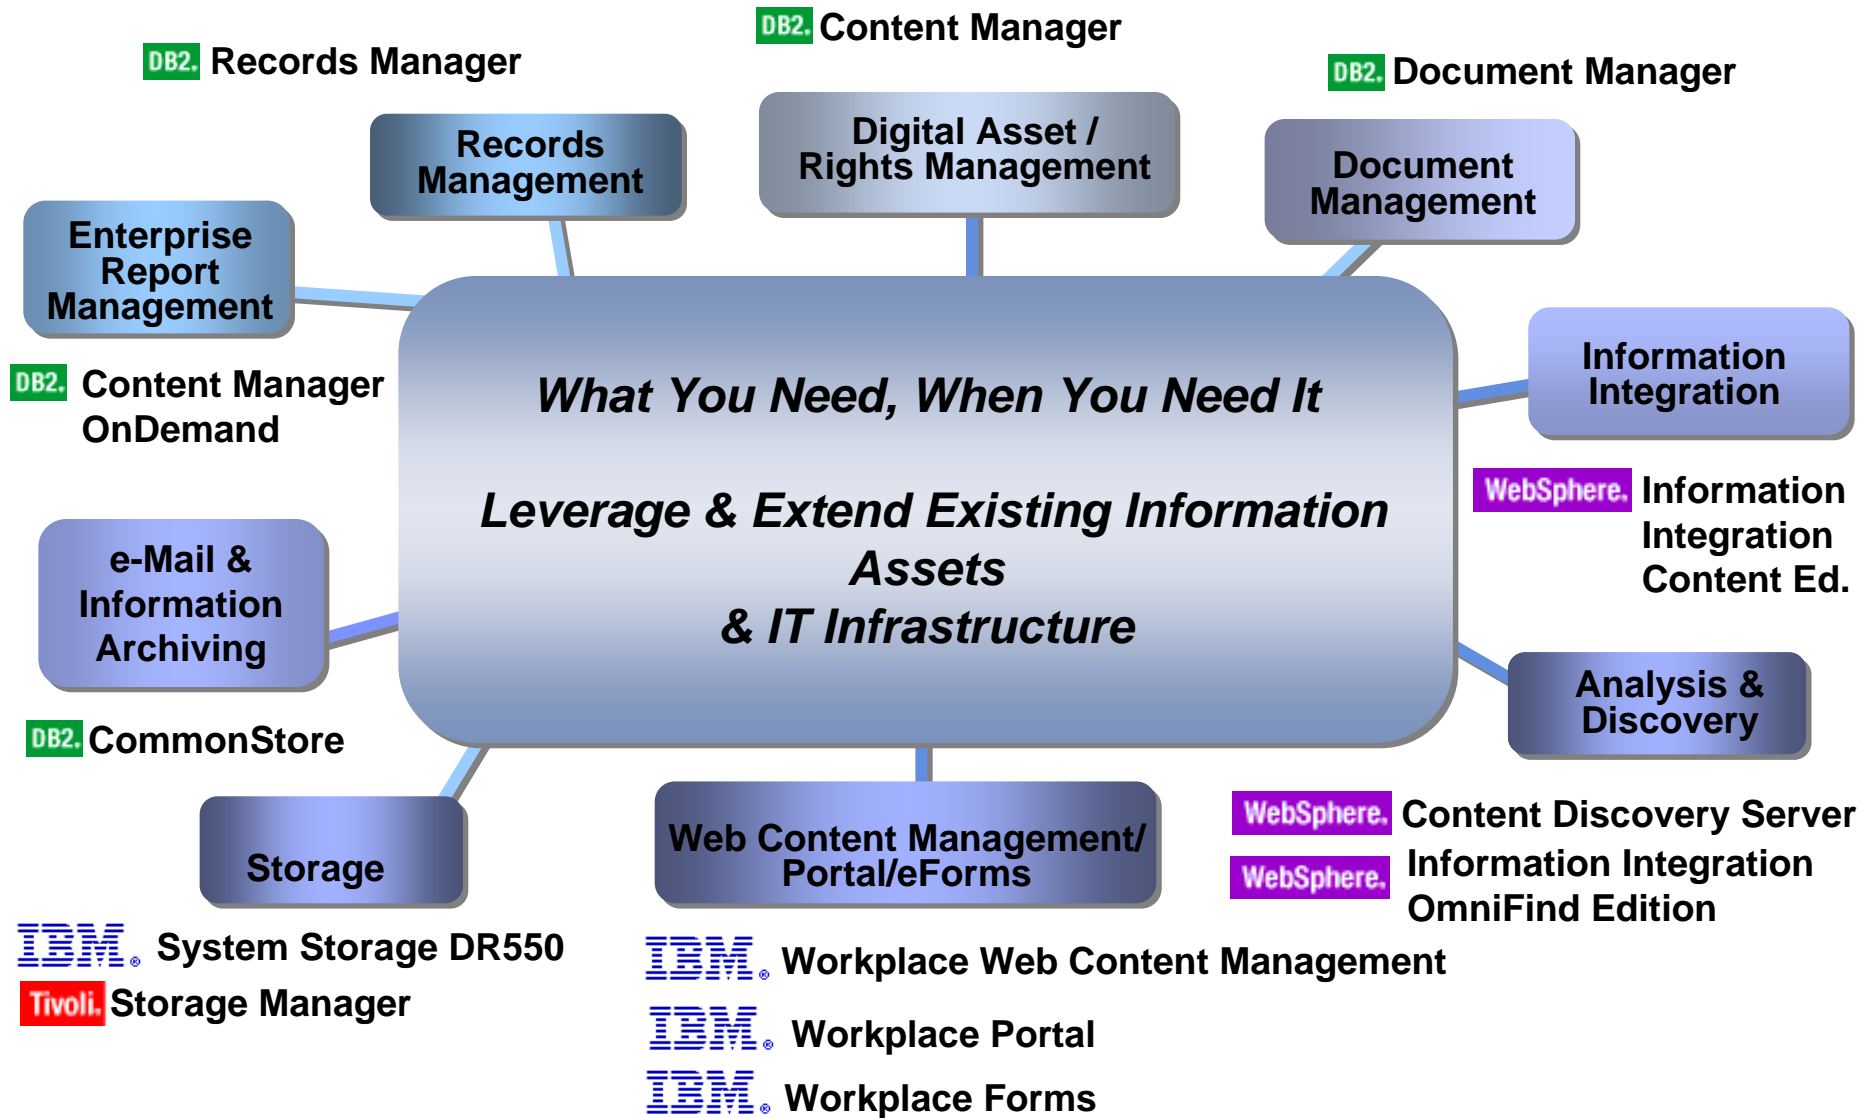 DB2. Content Manager
DB2. Records Manager
DB2. Document Manager
Records
Management
Digital Asset /
Rights Management
Document
Management
Enterprise
Report
Management
DB2. Content Manager
OnDemand
What You Need, When You Need It
Leverage & Extend Existing Information
Assets
& IT Infrastructure
Information
Integration
WebSphere. Information
Integration
Content Ed.
e-Mail &
Information
Archiving
DB2. CommonStore
Analysis &
Discovery
WebSphere. Content Discovery Server
WebSphere. Information Integration
OmniFind Edition
Storage
IBM.® System Storage DR550
Tivoli. Storage Manager
Web Content Management/
Portal/eForms
IBM.® Workplace Web Content Management
IBM.® Workplace Portal
IBM.® Workplace Forms